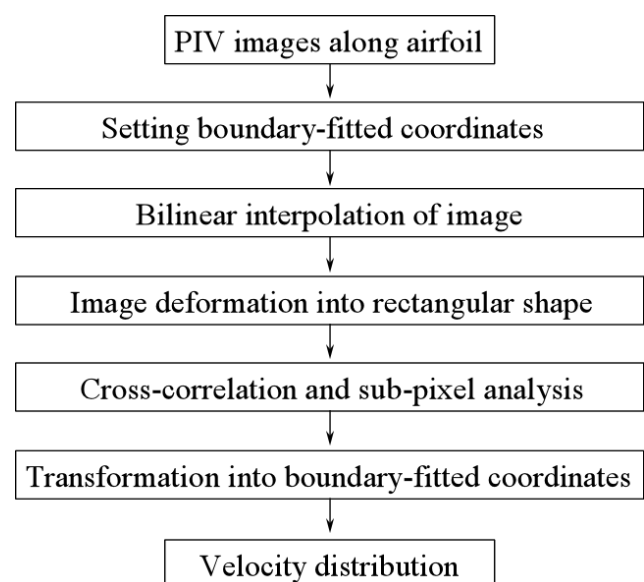 PIV images along airfoil
Setting boundary-fitted coordinates
Bilinear interpolation of image
Image deformation into rectangular shape
Cross-correlation and sub-pixel analysis
Transformation into boundary-fitted coordinates
Velocity distribution